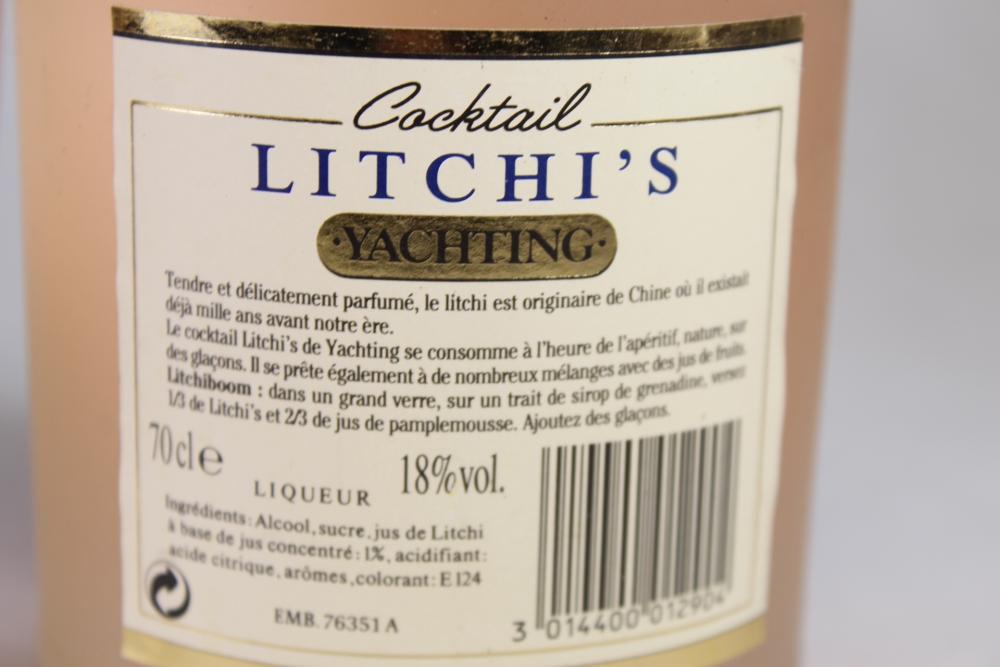 Cocktail
LITCHI'S
·YACHTING·
Tendre et délicatement parfumé, le litchi est originaire de Chine où il existait
déjà mille ans avant notre ère.
Le cocktail Litchi's de Yachting se consomme à l'heure de l'apéritif, nature, sur
des glaçons. Il se prête également à de nombreux mélanges avec des jus de fruits.
Litchiboom : dans un grand verre, sur un trait de sirop de grenadine, versez
1/3 de Litchi's et 2/3 de jus de pamplemousse. Ajoutez des glaçons.
70cl℮
LIQUEUR
18%vol.
Ingrédients: Alcool, sucre, jus de Litchi
à base de jus concentré: 1%, acidifiant:
acide citrique, arômes, colorant: E 124
EMB. 76351 A
3 014400 012904